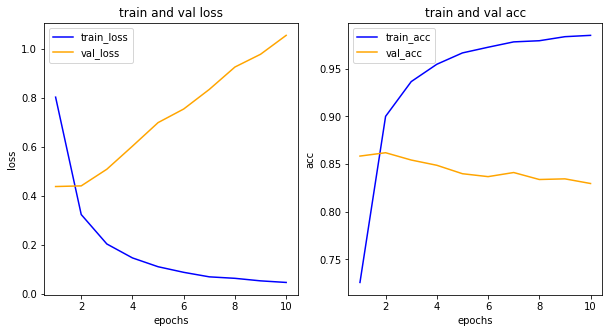 train and val loss
train_loss
val_loss
1.0
0.8
0.6
0.4
0.2
0.0
loss
2
4
6
8
10
epochs
train and val acc
train_acc
val_acc
0.95
0.90
0.85
0.80
0.75
acc
2
4
6
8
10
epochs